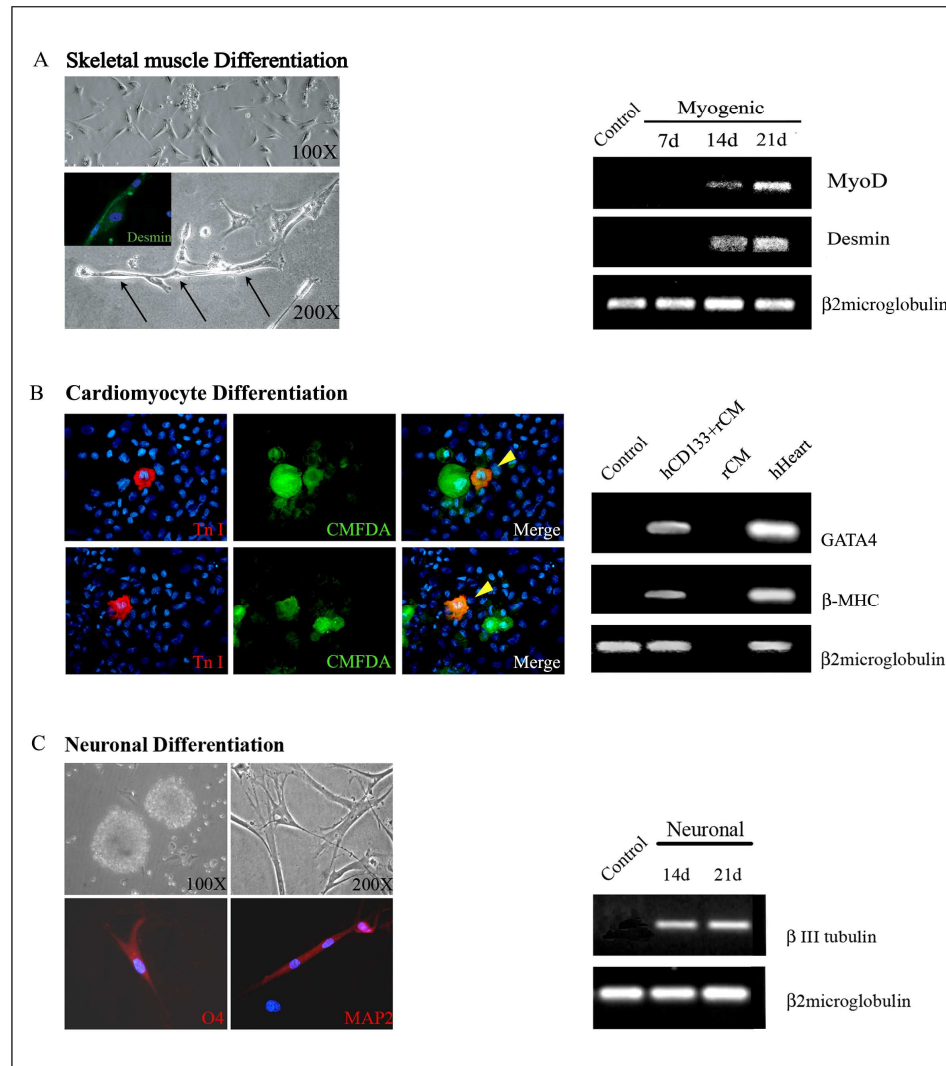 A Skeletal muscle Differentiation
100X
Desmin
200X
Control
Myogenic
7d 14d 21d
MyoD
Desmin
β2microglobulin
B Cardiomyocyte Differentiation
Tn I
CMFDA
Merge
Tn I
CMFDA
Merge
Control
hCD133+rCM
rCM
hHeart
GATA4
β-MHC
β2microglobulin
C Neuronal Differentiation
100X
200X
O4
MAP2
Control
Neuronal
14d 21d
β III tubulin
β2microglobulin